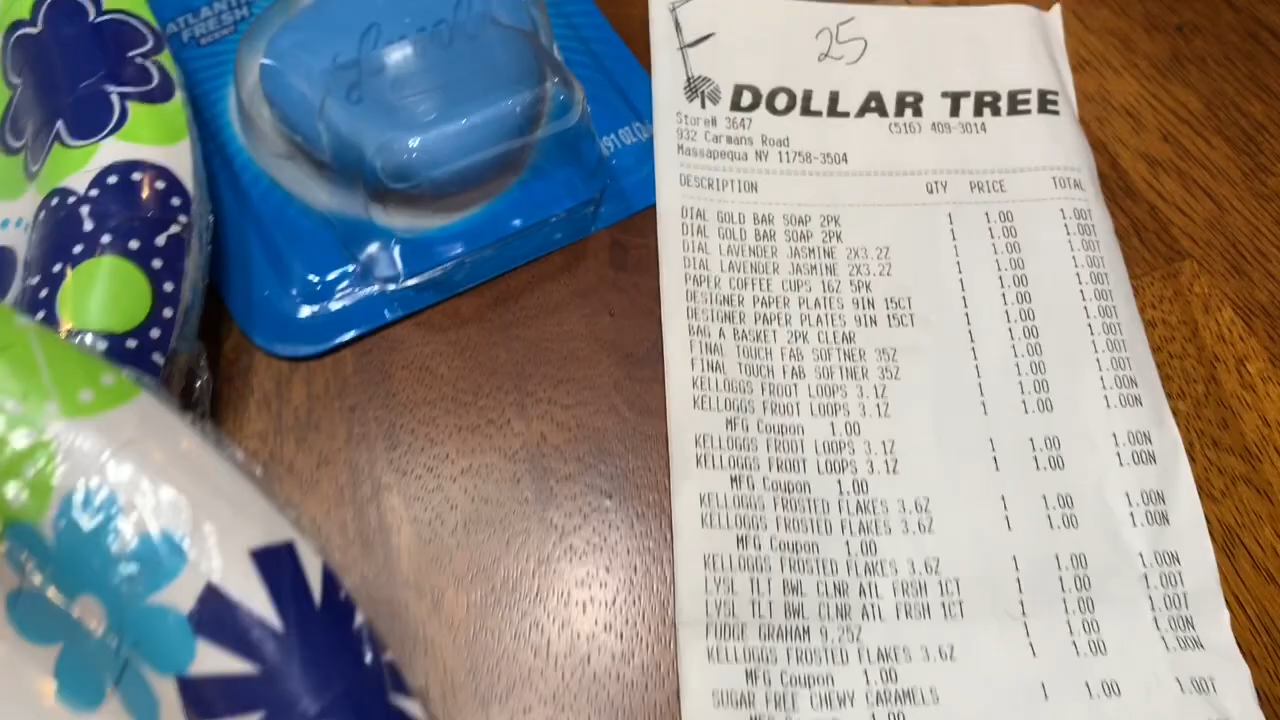 ATLANTIC
FRESH
SCENT
Lysol
25
DOLLAR TREE
Store# 3647 (516) 409-3014
932 Carmans Road
Massapequa NY 11758-3504
DESCRIPTION QTY PRICE TOTAL
DIAL GOLD BAR SOAP 2PK 1 1.00 1.00T
DIAL GOLD BAR SOAP 2PK 1 1.00 1.00T
DIAL LAVENDER JASMINE 2X3.2Z 1 1.00 1.00T
DIAL LAVENDER JASMINE 2X3.2Z 1 1.00 1.00T
PAPER COFFEE CUPS 16Z 5PK 1 1.00 1.00T
DESIGNER PAPER PLATES 9IN 15CT 1 1.00 1.00T
DESIGNER PAPER PLATES 9IN 15CT 1 1.00 1.00T
BAG A BASKET 2PK CLEAR 1 1.00 1.00T
FINAL TOUCH FAB SOFTNER 35Z 1 1.00 1.00T
FINAL TOUCH FAB SOFTNER 35Z 1 1.00 1.00T
KELLOGGS FROOT LOOPS 3.1Z 1 1.00 1.00N
KELLOGGS FROOT LOOPS 3.1Z 1 1.00 1.00N
MFG Coupon 1.00
KELLOGGS FROOT LOOPS 3.1Z 1 1.00 1.00N
KELLOGGS FROOT LOOPS 3.1Z 1 1.00 1.00N
MFG Coupon 1.00
KELLOGGS FROSTED FLAKES 3.6Z 1 1.00 1.00N
KELLOGGS FROSTED FLAKES 3.6Z 1 1.00 1.00N
MFG Coupon 1.00
KELLOGGS FROSTED FLAKES 3.6Z 1 1.00 1.00N
LYSL TLT BWL CLNR ATL FRSH 1CT 1 1.00 1.00T
LYSL TLT BWL CLNR ATL FRSH 1CT 1 1.00 1.00T
FUDGE GRAHAM 9.25Z 1 1.00 1.00N
KELLOGGS FROSTED FLAKES 3.6Z 1 1.00 1.00N
MFG Coupon 1.00
SUGAR FREE CHEWY CARAMELS 1 1.00 1.00T
MFG Coupon 1.00